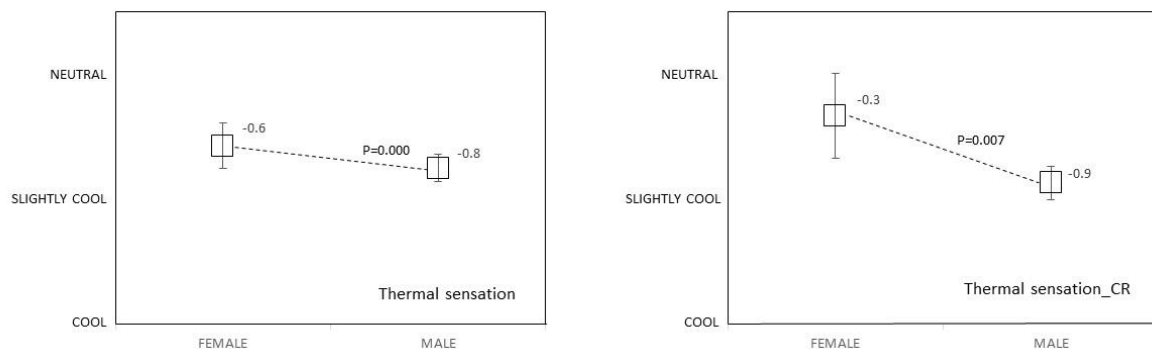 NEUTRAL
-0.6
P=0.000
-0.8
SLIGHTLY COOL
Thermal sensation
COOL
FEMALE
MALE
NEUTRAL
-0.3
P=0.007
-0.9
SLIGHTLY COOL
Thermal sensation_CR
COOL
FEMALE
MALE